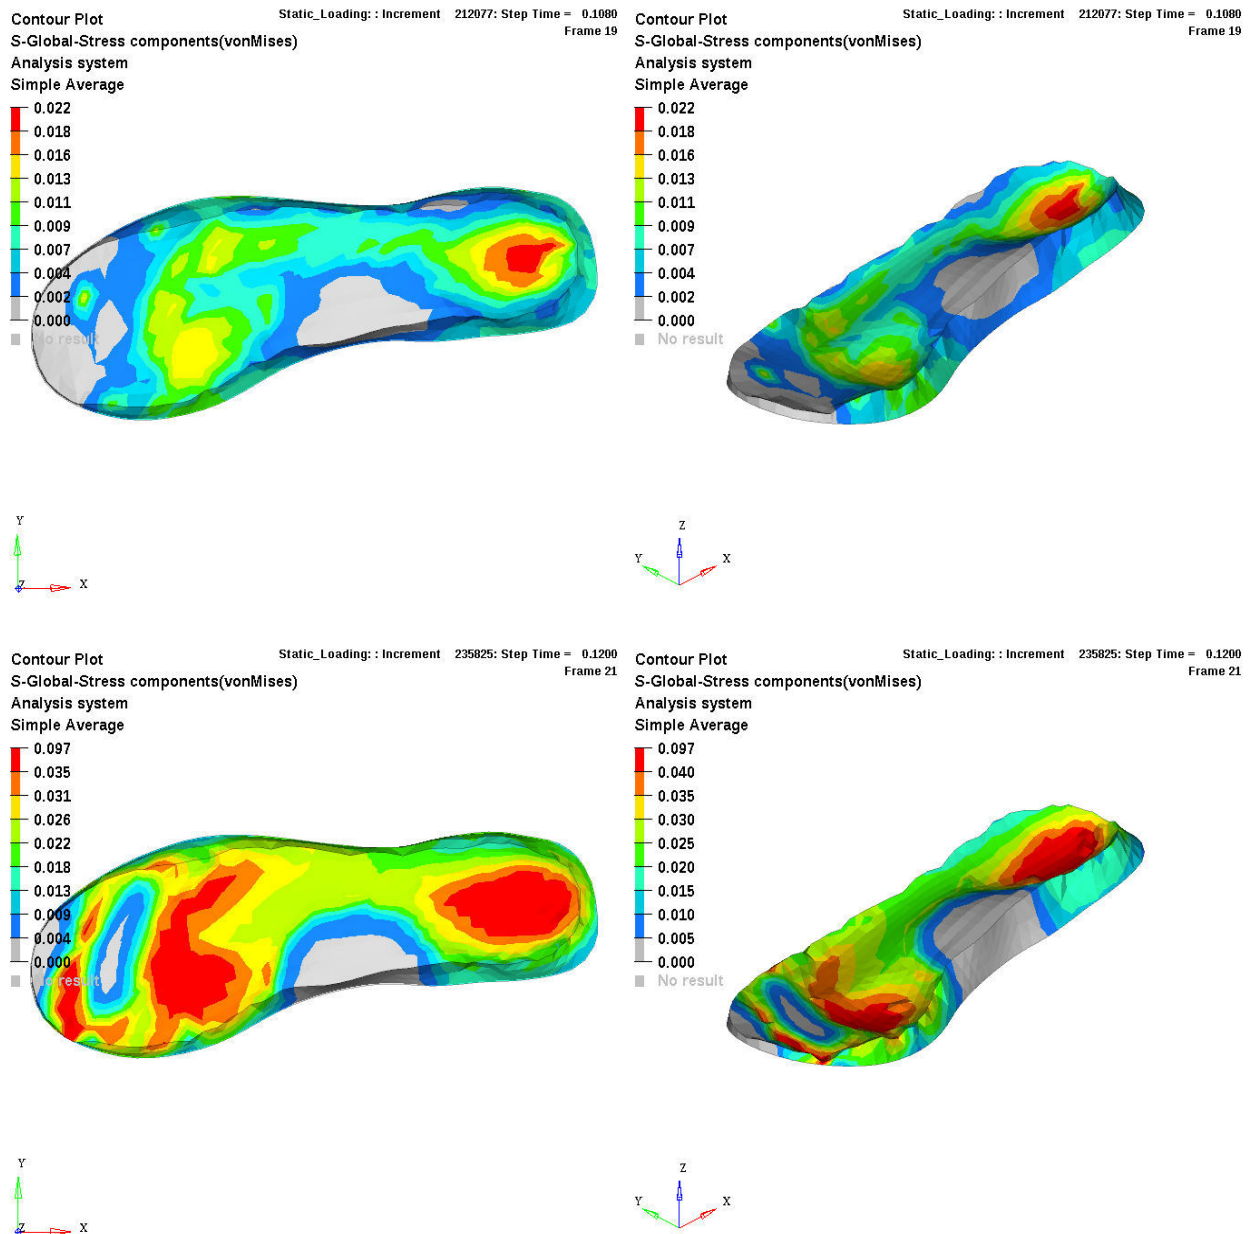 Contour Plot
S-Global-Stress components(vonMises)
Analysis system
Simple Average
Static_Loading: : Increment 212077: Step Time = 0.1080
Frame 19
0.022
0.018
0.016
0.013
0.011
0.009
0.007
0.004
0.002
0.000
No result
Y
Z
X
Contour Plot
S-Global-Stress components(vonMises)
Analysis system
Simple Average
Static_Loading: : Increment 212077: Step Time = 0.1080
Frame 19
0.022
0.018
0.016
0.013
0.011
0.009
0.007
0.004
0.002
0.000
No result
Z
Y
X
Contour Plot
S-Global-Stress components(vonMises)
Analysis system
Simple Average
Static_Loading: : Increment 235825: Step Time = 0.1200
Frame 21
0.097
0.035
0.031
0.026
0.022
0.018
0.013
0.009
0.004
0.000
No result
Y
Z
X
Contour Plot
S-Global-Stress components(vonMises)
Analysis system
Simple Average
Static_Loading: : Increment 235825: Step Time = 0.1200
Frame 21
0.097
0.040
0.035
0.030
0.025
0.020
0.015
0.010
0.005
0.000
No result
Z
Y
X